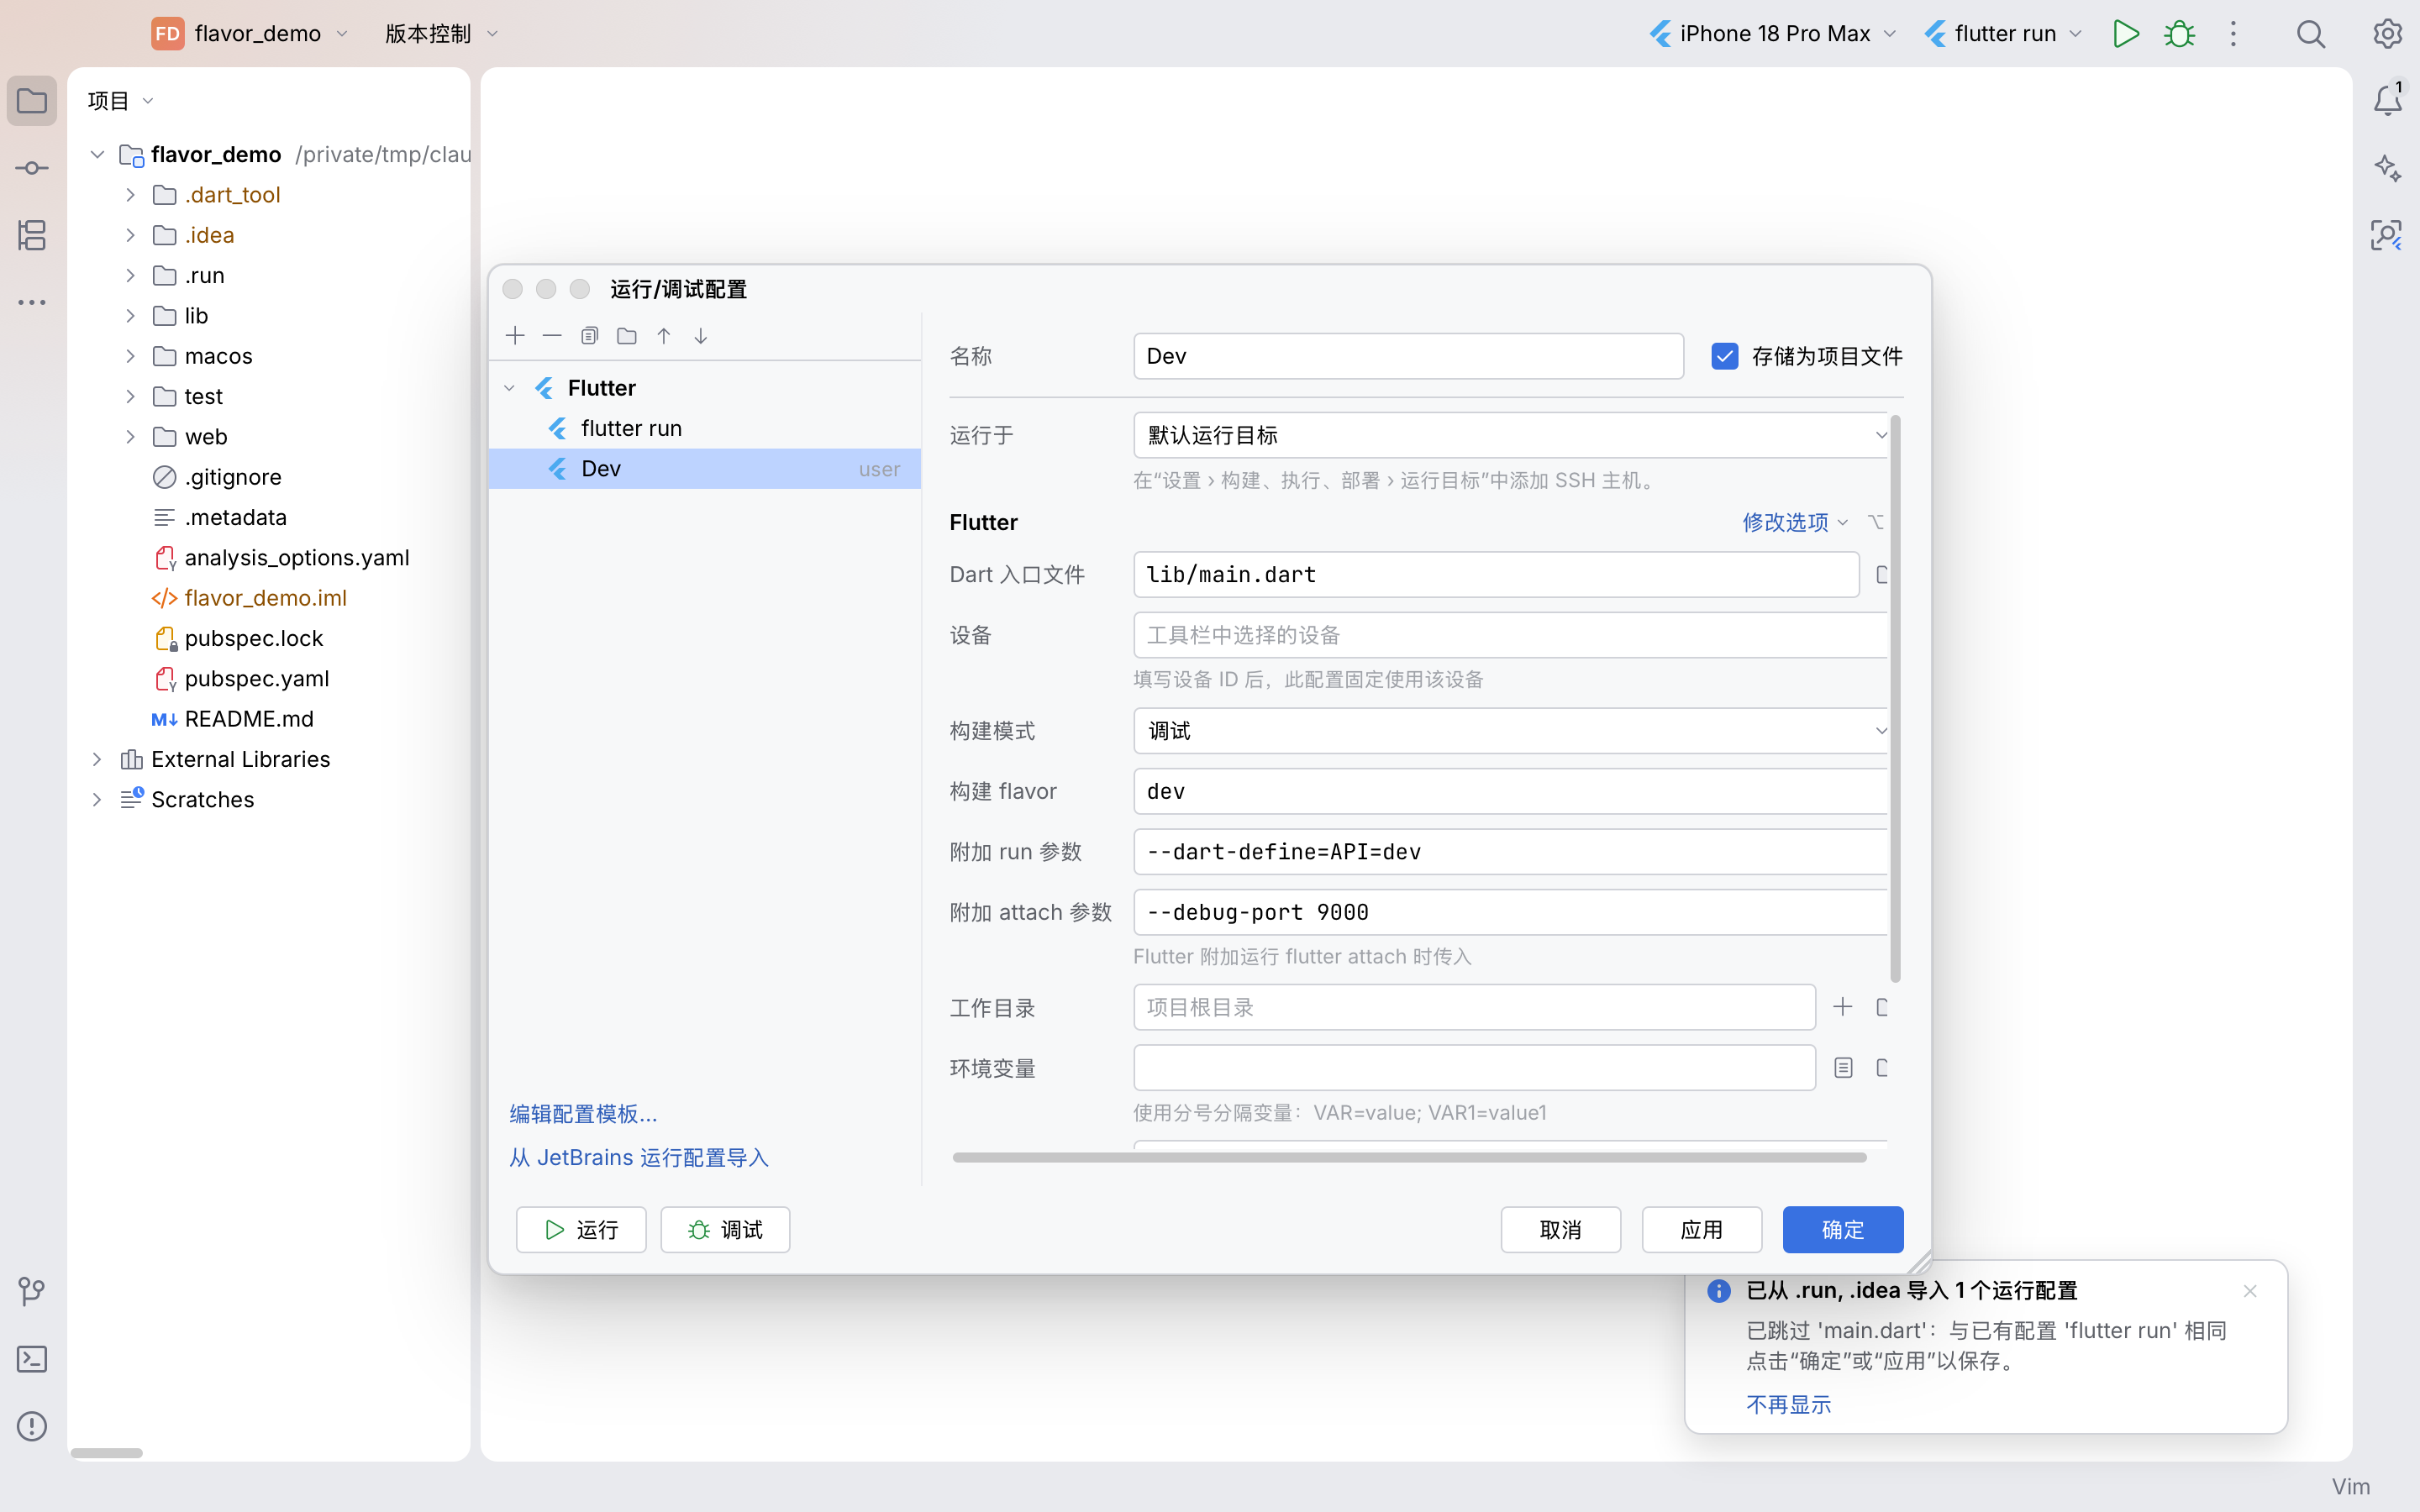 FD flavor_demo 版本控制 iPhone 18 Pro Max flutter run
1
项目
flavor_demo /private/tmp/clau
.dart_tool
.idea
.run
lib
macos
test
web
.gitignore
.metadata
analysis_options.yaml
flavor_demo.iml
pubspec.lock
pubspec.yaml
README.md
External Libraries
Scratches
运行/调试配置
Flutter
flutter run
Dev user
编辑配置模板...
从 JetBrains 运行配置导入
名称 Dev 存储为项目文件
运行于 默认运行目标
在“设置 › 构建、执行、部署 › 运行目标”中添加 SSH 主机。
Flutter 修改选项 ⌥
Dart 入口文件 lib/main.dart
设备 工具栏中选择的设备
填写设备 ID 后，此配置固定使用该设备
构建模式 调试
构建 flavor dev
附加 run 参数 --dart-define=API=dev
附加 attach 参数 --debug-port 9000
Flutter 附加运行 flutter attach 时传入
工作目录 项目根目录
环境变量
使用分号分隔变量：VAR=value; VAR1=value1
运行 调试 取消 应用 确定
已从 .run, .idea 导入 1 个运行配置
已跳过 'main.dart'：与已有配置 'flutter run' 相同
点击“确定”或“应用”以保存。
不再显示
Vim